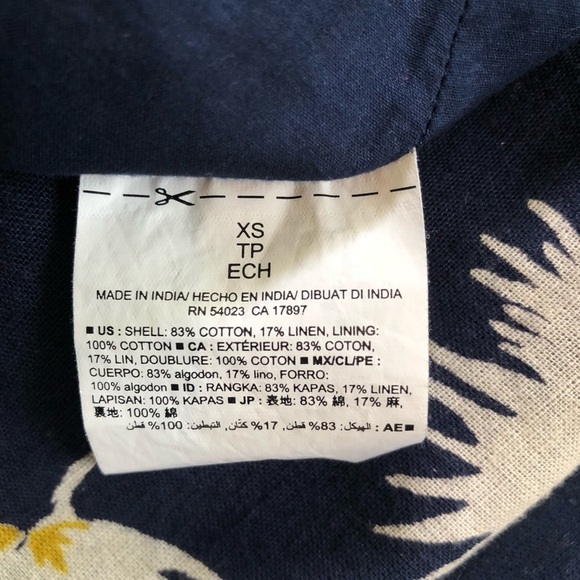 XS
TP
ECH
MADE IN INDIA/ HECHO EN INDIA/ DIBUAT DI INDIA
RN 54023 CA 17897
■ US : SHELL: 83% COTTON, 17% LINEN, LINING:
100% COTTON ■ CA : EXTÉRIEUR: 83% COTON,
17% LIN, DOUBLURE: 100% COTON ■ MX/CL/PE :
CUERPO: 83% algodon, 17% lino, FORRO:
100% algodon ■ ID : RANGKA: 83% KAPAS, 17% LINEN,
LAPISAN: 100% KAPAS ■ JP : 表地: 83% 綿, 17% 麻,
裏地: 100% 綿
■AE : الهيكل: 83% قطن, 17% كتّان, التبطين: 100% قطن